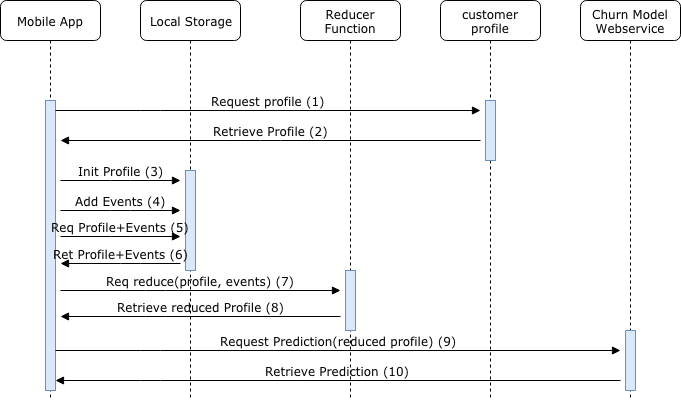 Mobile App
Local Storage
Reducer
Function
customer
profile
Churn Model
Webservice
Request profile (1)
Retrieve Profile (2)
Init Profile (3)
Add Events (4)
Req Profile+Events (5)
Ret Profile+Events (6)
Req reduce(profile, events) (7)
Retrieve reduced Profile (8)
Request Prediction(reduced profile) (9)
Retrieve Prediction (10)